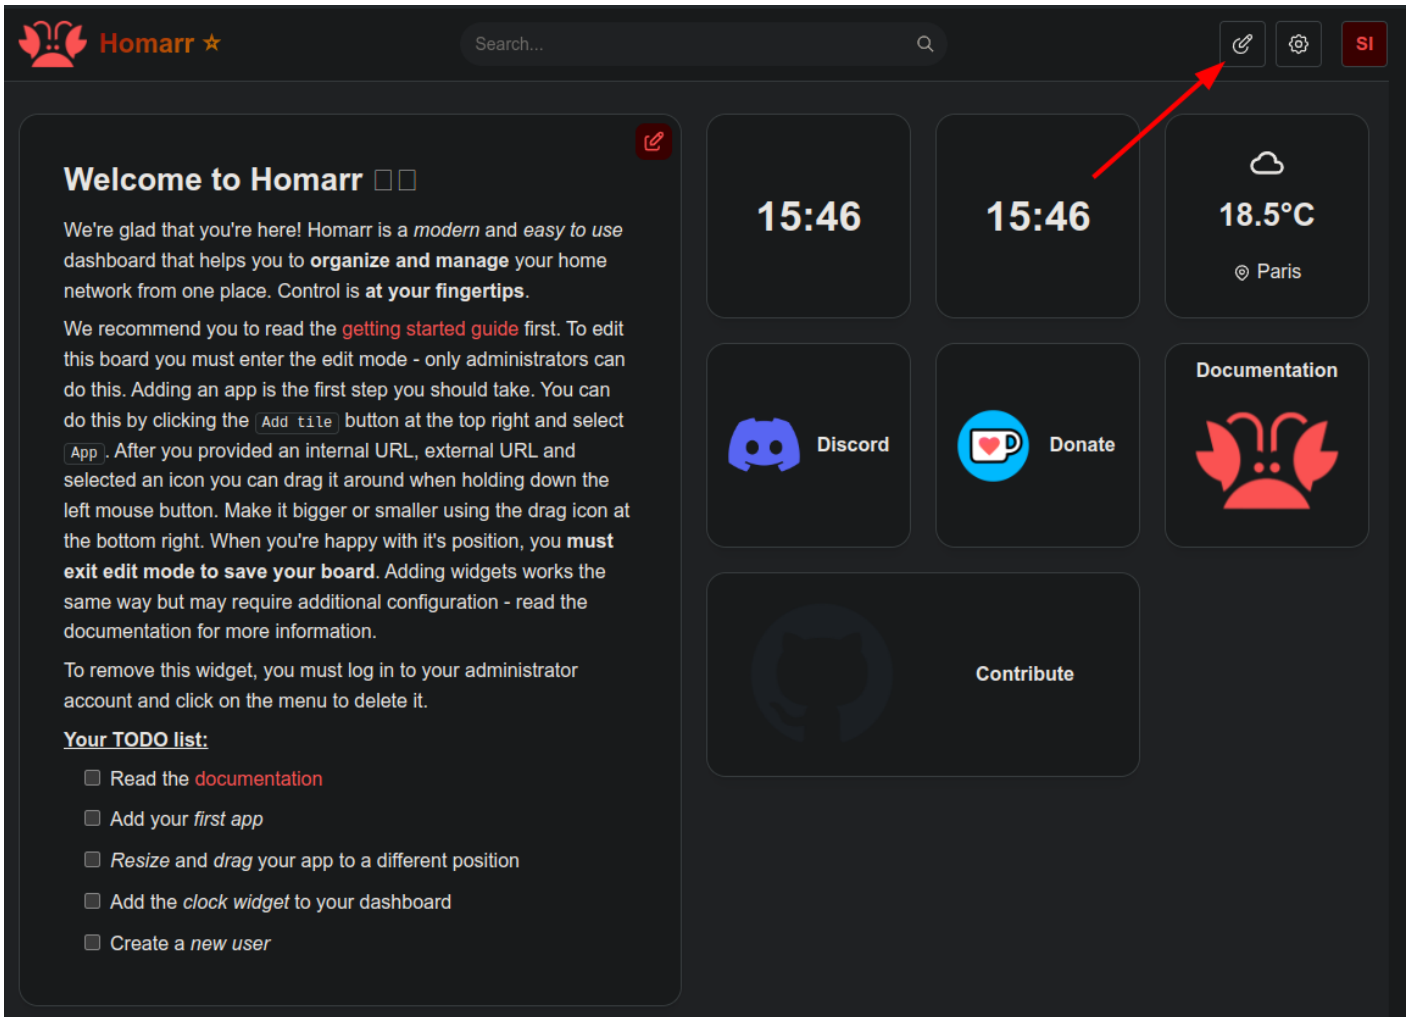 Homarr
Search...
SI
Welcome to Homarr
We're glad that you're here! Homarr is a modern and easy to use
dashboard that helps you to organize and manage your home
network from one place. Control is at your fingertips.
We recommend you to read the getting started guide first. To edit
this board you must enter the edit mode - only administrators can
do this. Adding an app is the first step you should take. You can
do this by clicking the Add tile button at the top right and select
App. After you provided an internal URL, external URL and
selected an icon you can drag it around when holding down the
left mouse button. Make it bigger or smaller using the drag icon at
the bottom right. When you're happy with it's position, you must
exit edit mode to save your board. Adding widgets works the
same way but may require additional configuration - read the
documentation for more information.
To remove this widget, you must log in to your administrator
account and click on the menu to delete it.
Your TODO list:
Read the documentation
Add your first app
Resize and drag your app to a different position
Add the clock widget to your dashboard
Create a new user
15:46
15:46
18.5°C
Paris
Discord
Donate
Documentation
Contribute